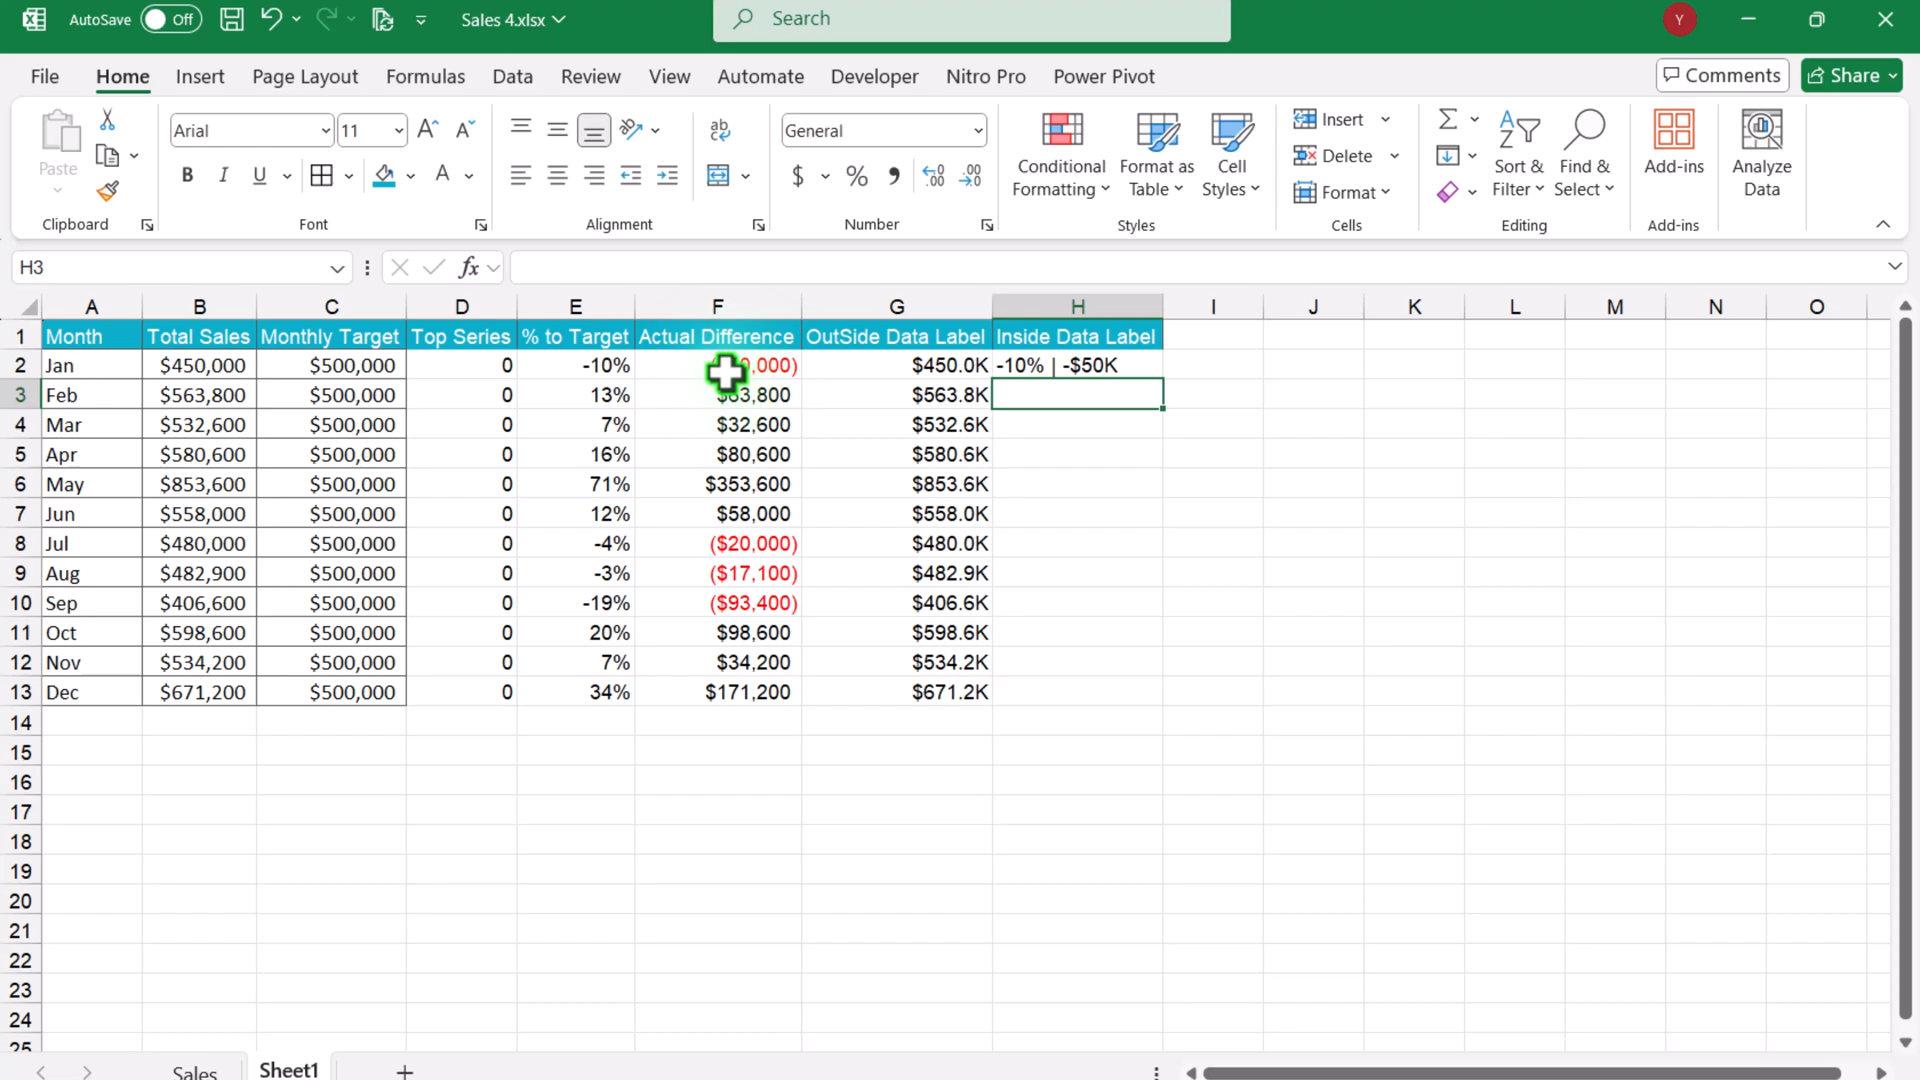 AutoSave Off Sales 4.xlsx Search Y
File Home Insert Page Layout Formulas Data Review View Automate Developer Nitro Pro Power Pivot Comments Share
Paste Arial 11 General Conditional Formatting Format as Table Cell Styles Insert Delete Format Sort & Filter Find & Select Add-ins Analyze Data
Clipboard Font Alignment Number Styles Cells Editing Add-ins
H3 fx
A B C D E F G H I J K L M N O
1 Month Total Sales Monthly Target Top Series % to Target Actual Difference OutSide Data Label Inside Data Label
2 Jan $450,000 $500,000 0 -10% ,000) $450.0K -10% | -$50K
3 Feb $563,800 $500,000 0 13% $63,800 $563.8K
4 Mar $532,600 $500,000 0 7% $32,600 $532.6K
5 Apr $580,600 $500,000 0 16% $80,600 $580.6K
6 May $853,600 $500,000 0 71% $353,600 $853.6K
7 Jun $558,000 $500,000 0 12% $58,000 $558.0K
8 Jul $480,000 $500,000 0 -4% ($20,000) $480.0K
9 Aug $482,900 $500,000 0 -3% ($17,100) $482.9K
10 Sep $406,600 $500,000 0 -19% ($93,400) $406.6K
11 Oct $598,600 $500,000 0 20% $98,600 $598.6K
12 Nov $534,200 $500,000 0 7% $34,200 $534.2K
13 Dec $671,200 $500,000 0 34% $171,200 $671.2K
14
15
16
17
18
19
20
21
22
23
24
25
Sales Sheet1